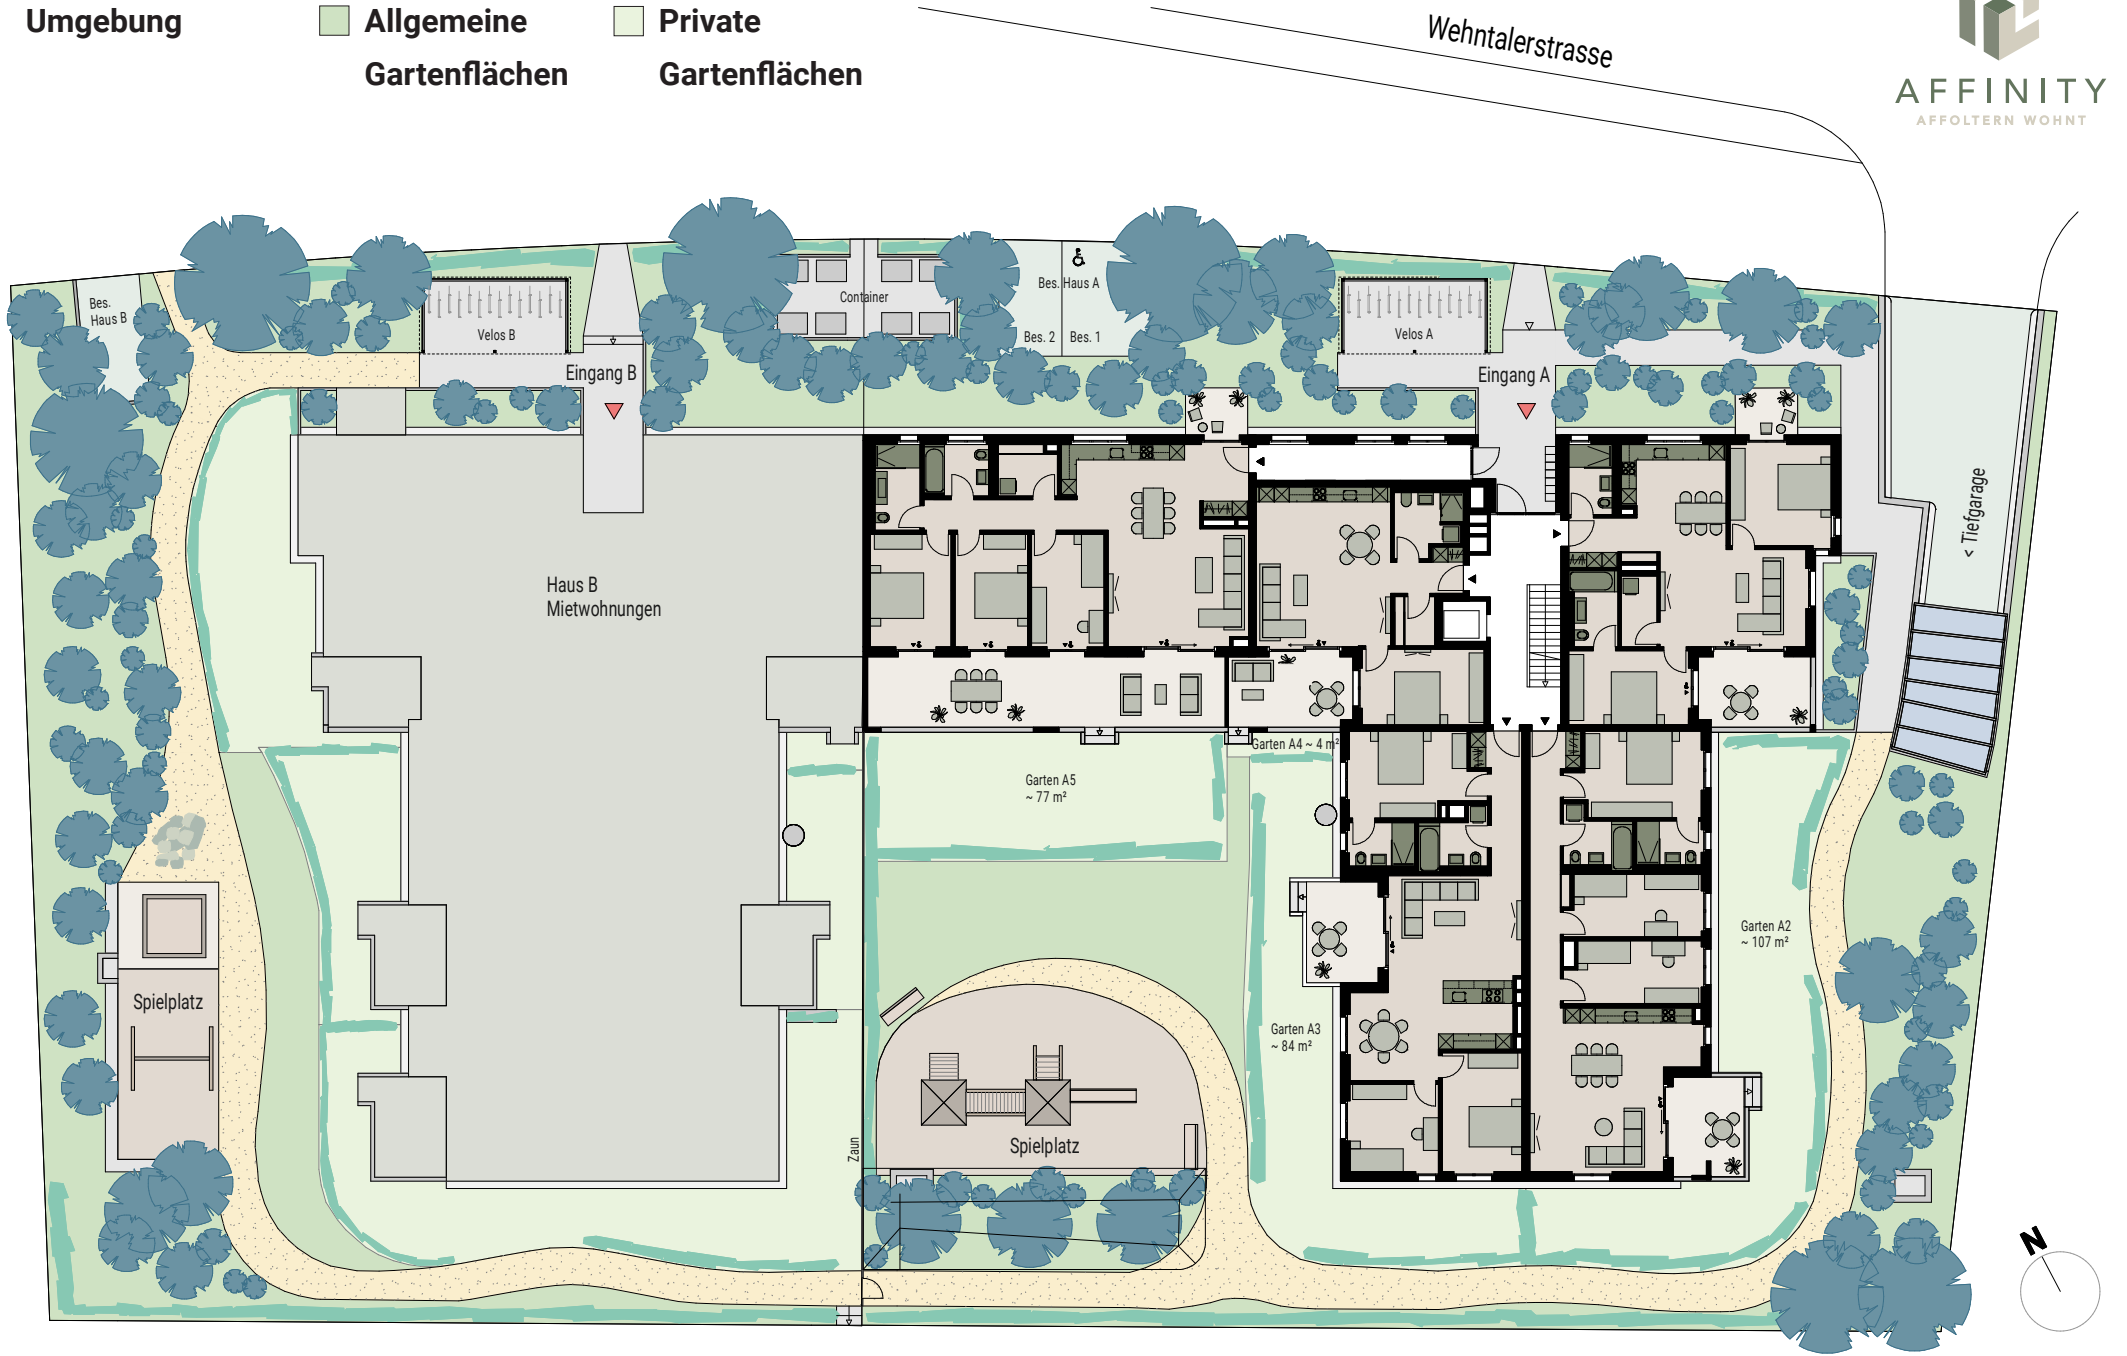 Umgebung
Allgemeine
Gartenflächen
Private
Gartenflächen
Wehntalerstrasse
AFFINITY
AFFOLTERN WOHNT
Bes.
Haus B
Velos B
Eingang B
Container
Bes. Haus A
Bes. 2
Bes. 1
Velos A
Eingang A
< Tiefgarage
Haus B
Mietwohnungen
Garten A5
~ 77 m²
Garten A4 ~ 4 m²
Garten A2
~ 107 m²
Garten A3
~ 84 m²
Spielplatz
Spielplatz
Zaun
N